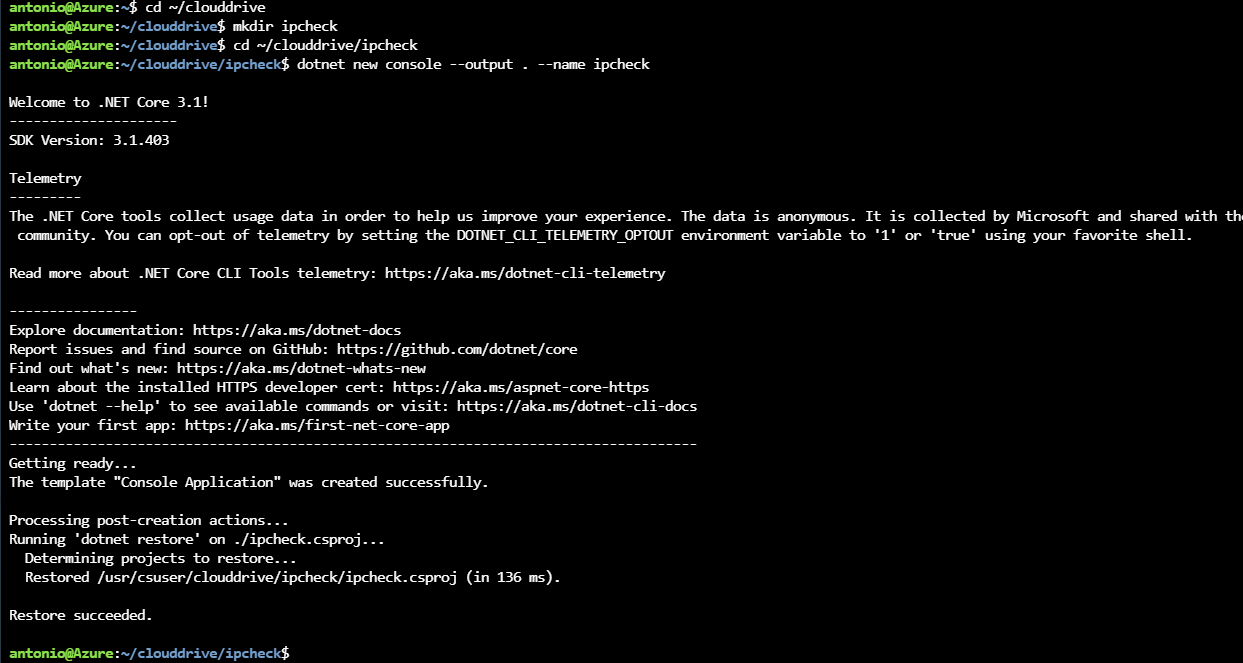 antonio@Azure:~$ cd ~/clouddrive
antonio@Azure:~/clouddrive$ mkdir ipcheck
antonio@Azure:~/clouddrive$ cd ~/clouddrive/ipcheck
antonio@Azure:~/clouddrive/ipcheck$ dotnet new console --output . --name ipcheck
Welcome to .NET Core 3.1!
---------------------
SDK Version: 3.1.403
Telemetry
---------
The .NET Core tools collect usage data in order to help us improve your experience. The data is anonymous. It is collected by Microsoft and shared with the
community. You can opt-out of telemetry by setting the DOTNET_CLI_TELEMETRY_OPTOUT environment variable to '1' or 'true' using your favorite shell.
Read more about .NET Core CLI Tools telemetry: https://aka.ms/dotnet-cli-telemetry
----------------
Explore documentation: https://aka.ms/dotnet-docs
Report issues and find source on GitHub: https://github.com/dotnet/core
Find out what's new: https://aka.ms/dotnet-whats-new
Learn about the installed HTTPS developer cert: https://aka.ms/aspnet-core-https
Use 'dotnet --help' to see available commands or visit: https://aka.ms/dotnet-cli-docs
Write your first app: https://aka.ms/first-net-core-app
--------------------------------------------------------------------------------------
Getting ready...
The template "Console Application" was created successfully.
Processing post-creation actions...
Running 'dotnet restore' on ./ipcheck.csproj...
Determining projects to restore...
Restored /usr/csuser/clouddrive/ipcheck/ipcheck.csproj (in 136 ms).
Restore succeeded.
antonio@Azure:~/clouddrive/ipcheck$